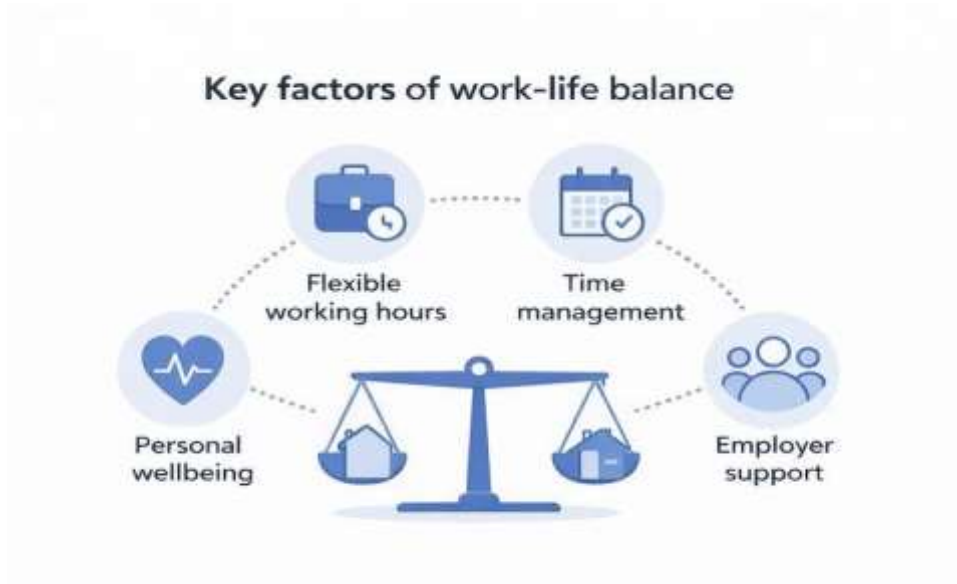 Key factors of work-life balance
Flexible
working hours
Time
management
Personal
wellbeing
Employer
support